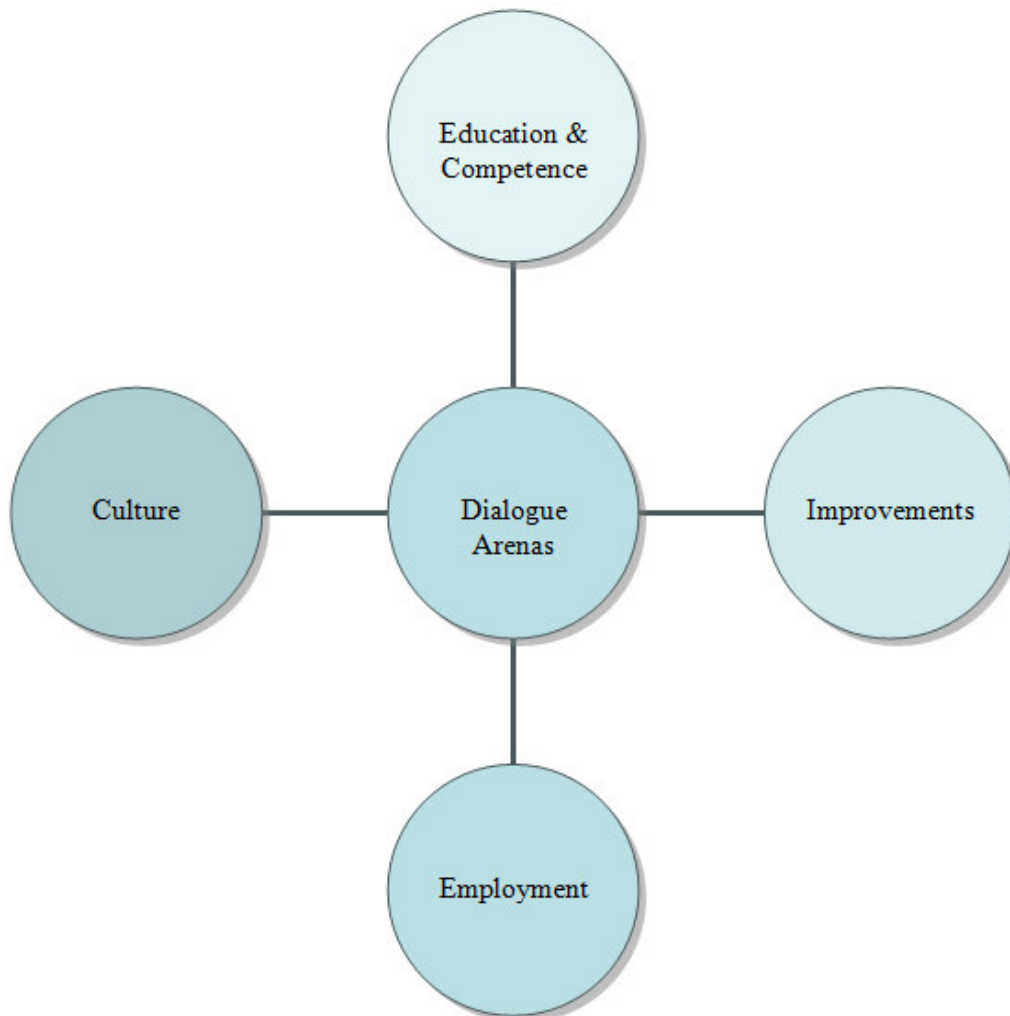 Education &
Competence
Culture
Dialogue
Arenas
Improvements
Employment